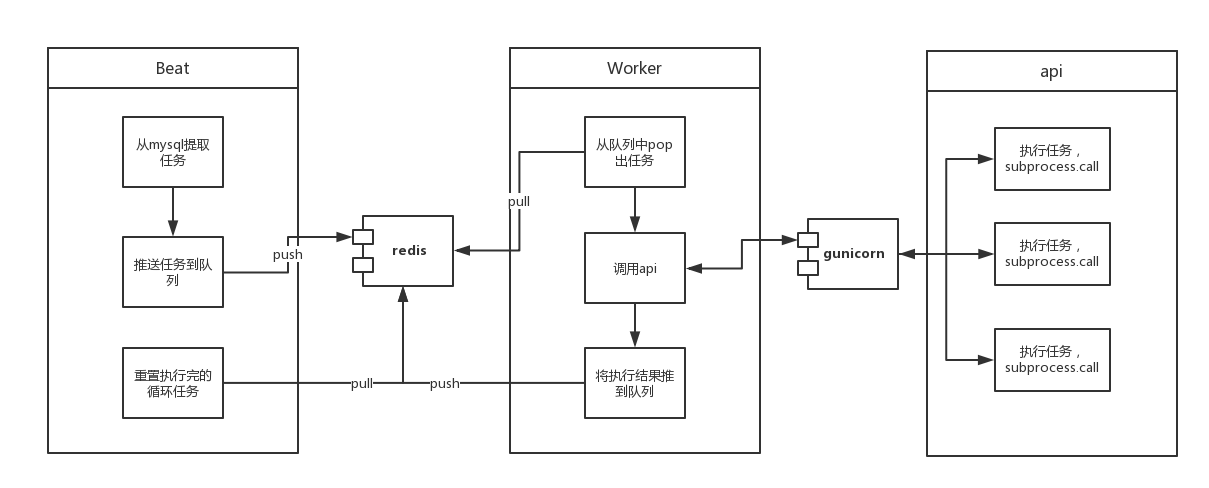 Beat
从mysql提取
任务
推送任务到队
列
重置执行完的
循环任务
push
redis
pull
push
pull
Worker
从队列中pop
出任务
调用api
将执行结果推
到队列
gunicorn
api
执行任务，
subprocess.call
执行任务，
subprocess.call
执行任务，
subprocess.call